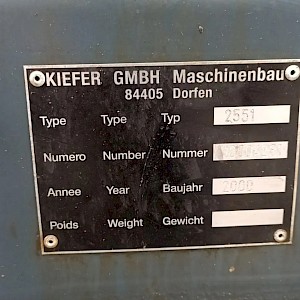 KIEFER GMBH Maschinenbau
84405 Dorfen
Type Type Typ 2551
Numero Number Nummer
Annee Year Baujahr 2000
Poids Weight Gewicht